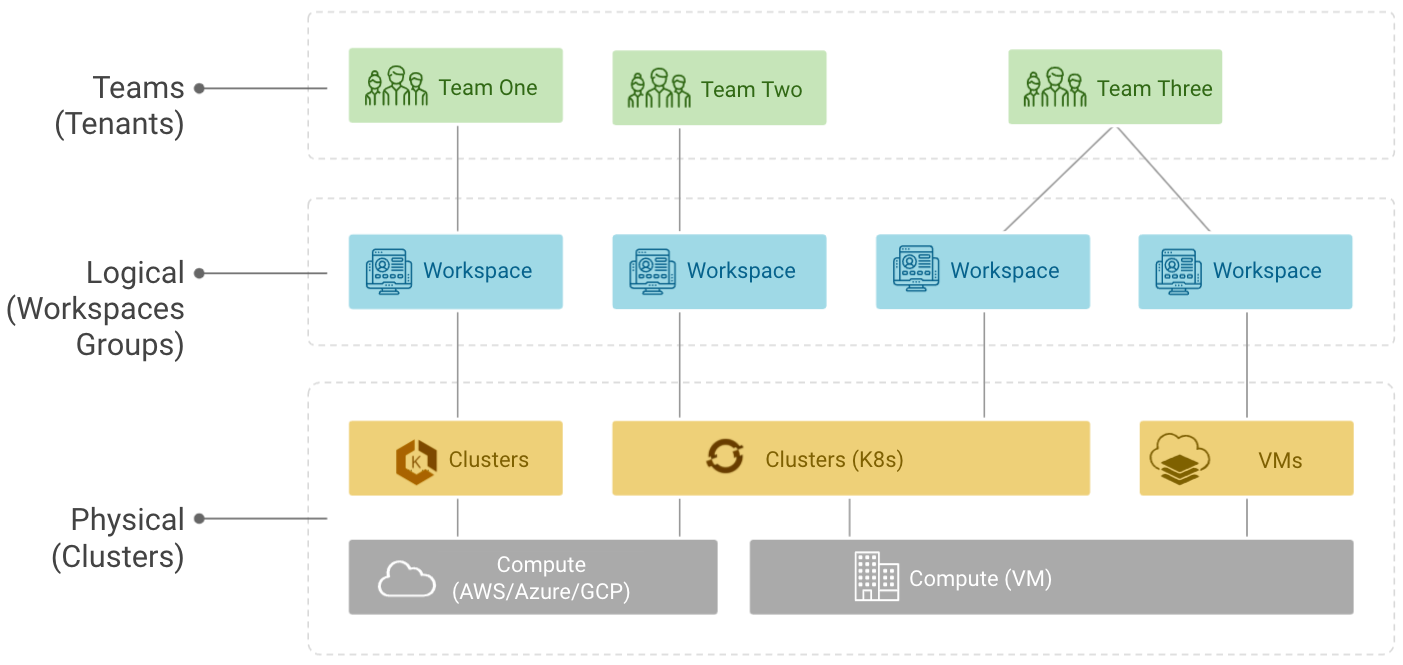 Teams
(Tenants)
Team One
Team Two
Team Three
Logical
(Workspaces
Groups)
Workspace
Workspace
Workspace
Workspace
Physical
(Clusters)
K
Clusters
Clusters (K8s)
VMs
Compute
(AWS/Azure/GCP)
Compute (VM)